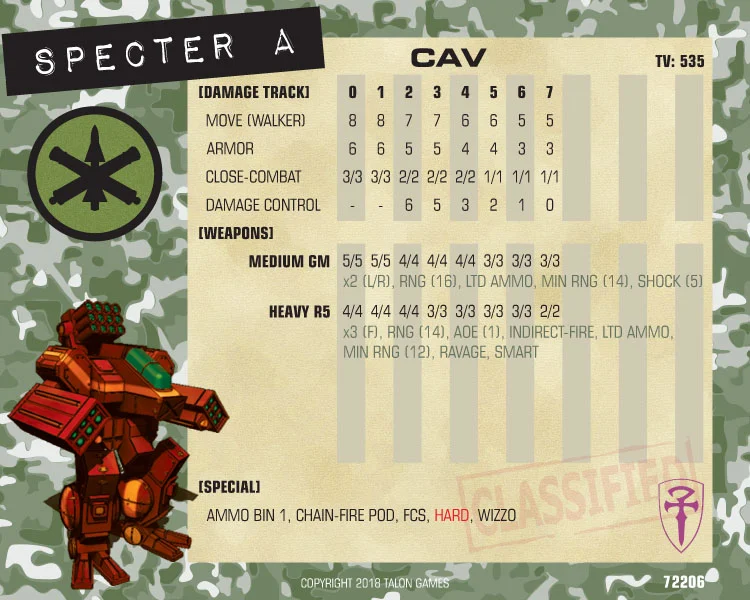 SPECTER A
CAV
TV: 535
[DAMAGE TRACK] 0 1 2 3 4 5 6 7
MOVE (WALKER) 8 8 7 7 6 6 5 5
ARMOR 6 6 5 5 4 4 3 3
CLOSE-COMBAT 3/3 3/3 2/2 2/2 2/2 1/1 1/1 1/1
DAMAGE CONTROL - - 6 5 3 2 1 0
[WEAPONS]
MEDIUM GM 5/5 5/5 4/4 4/4 4/4 3/3 3/3 3/3
x2 (L/R), RNG (16), LTD AMMO, MIN RNG (14), SHOCK (5)
HEAVY R5 4/4 4/4 4/4 3/3 3/3 3/3 3/3 2/2
x3 (F), RNG (14), AOE (1), INDIRECT-FIRE, LTD AMMO,
MIN RNG (12), RAVAGE, SMART
[SPECIAL]
CLASSIFIED
AMMO BIN 1, CHAIN-FIRE POD, FCS, HARD, WIZZO
COPYRIGHT 2018 TALON GAMES
72206